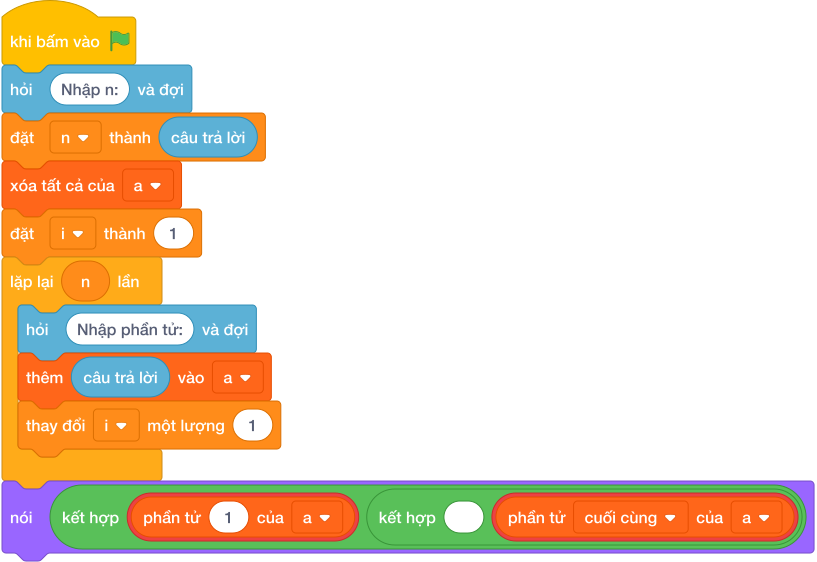 khi bấm vào
hỏi Nhập n: và đợi
đặt n thành câu trả lời
xóa tất cả của a
đặt i thành 1
lặp lại n lần
hỏi Nhập phần tử: và đợi
thêm câu trả lời vào a
thay đổi i một lượng 1
nói kết hợp phần tử 1 của a kết hợp phần tử cuối cùng của a